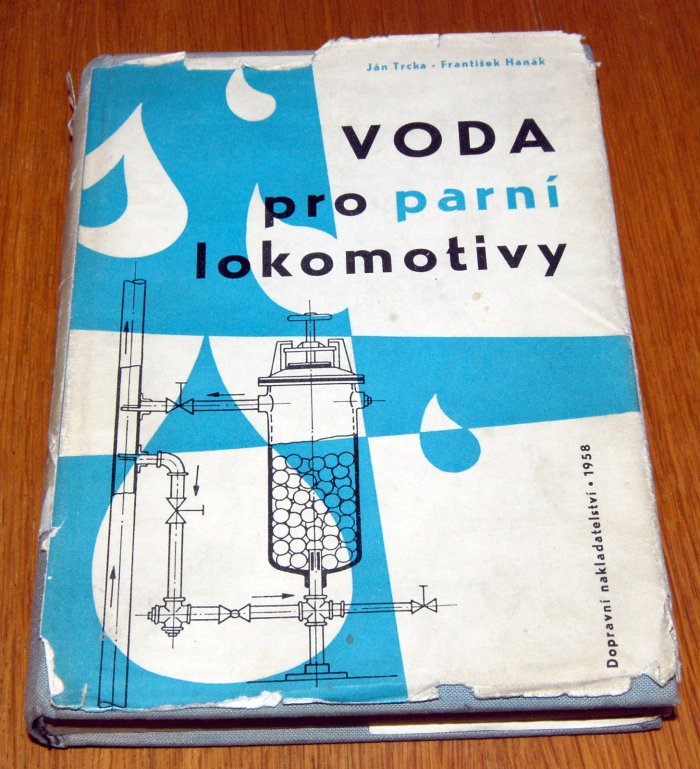 Ján Trcka - František Hanák
VODA
pro parní
lokomotivy
Dopravní nakladatelství • 1958